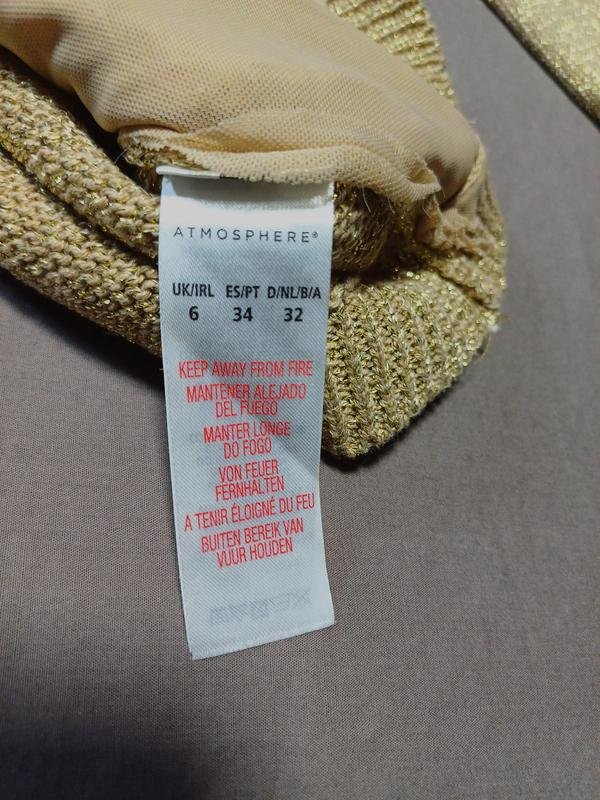 ATMOSPHERE®
UK/IRL ES/PT D/NL/B/A
6 34 32
KEEP AWAY FROM FIRE
MANTENER ALEJADO
DEL FUEGO
MANTER LONGE
DO FOGO
VON FEUER
FERNHALTEN
A TENIR ÉLOIGNÉ DU FEU
BUITEN BEREIK VAN
VUUR HOUDEN